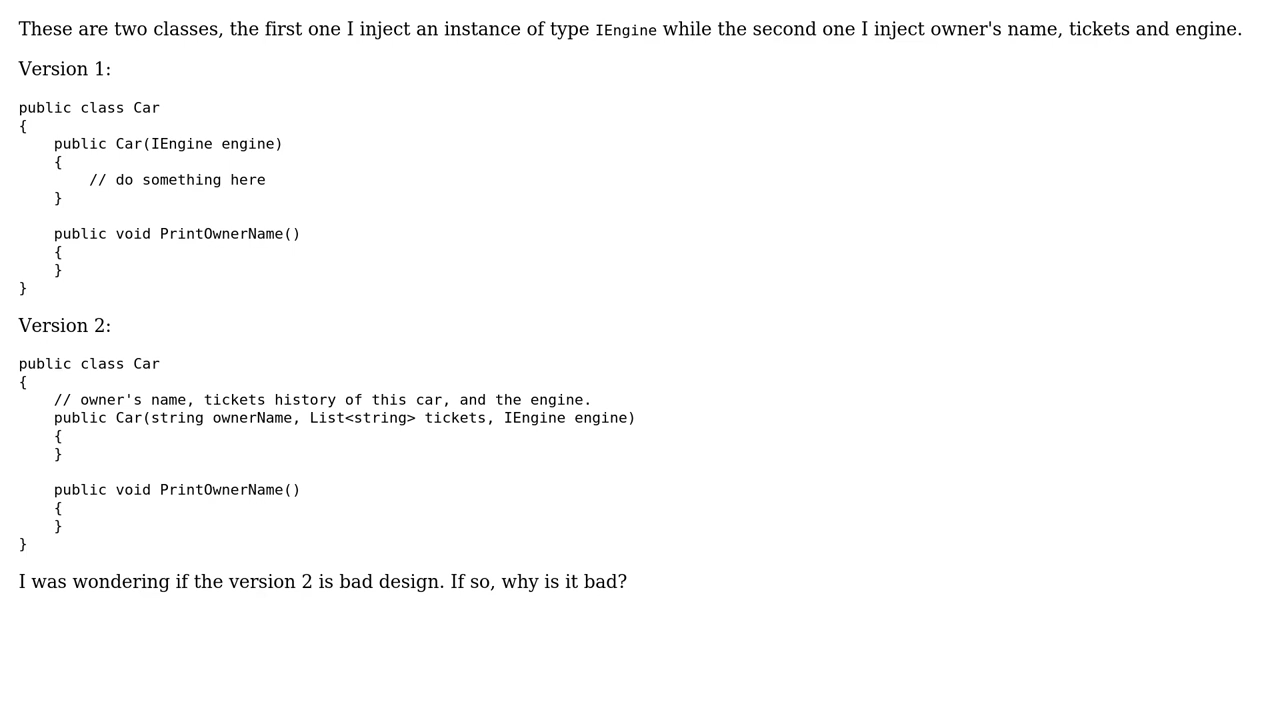 These are two classes, the first one I inject an instance of type IEngine while the second one I inject owner's name, tickets and engine.
Version 1:
public class Car
{
    public Car(IEngine engine)
    {
        // do something here
    }

    public void PrintOwnerName()
    {
    }
}
Version 2:
public class Car
{
    // owner's name, tickets history of this car, and the engine.
    public Car(string ownerName, List<string> tickets, IEngine engine)
    {
    }

    public void PrintOwnerName()
    {
    }
}
I was wondering if the version 2 is bad design. If so, why is it bad?